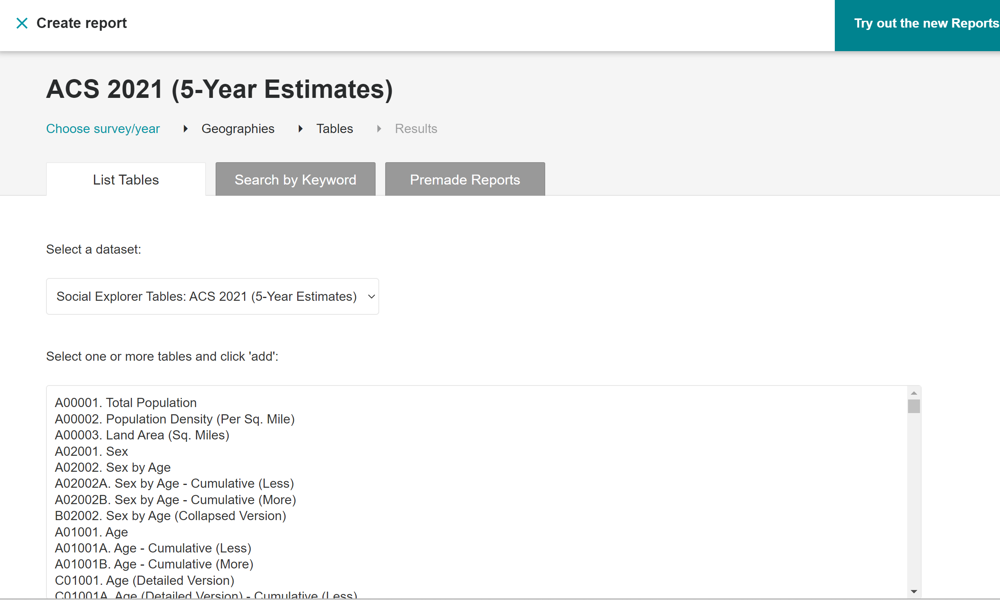 Create report
Try out the new Reports
ACS 2021 (5-Year Estimates)
Choose survey/year Geographies Tables Results
List Tables Search by Keyword Premade Reports
Select a dataset:
Social Explorer Tables: ACS 2021 (5-Year Estimates)
Select one or more tables and click 'add':
A00001. Total Population
A00002. Population Density (Per Sq. Mile)
A00003. Land Area (Sq. Miles)
A02001. Sex
A02002. Sex by Age
A02002A. Sex by Age - Cumulative (Less)
A02002B. Sex by Age - Cumulative (More)
B02002. Sex by Age (Collapsed Version)
A01001. Age
A01001A. Age - Cumulative (Less)
A01001B. Age - Cumulative (More)
C01001. Age (Detailed Version)
C01001A. Age (Detailed Version) - Cumulative (Less)